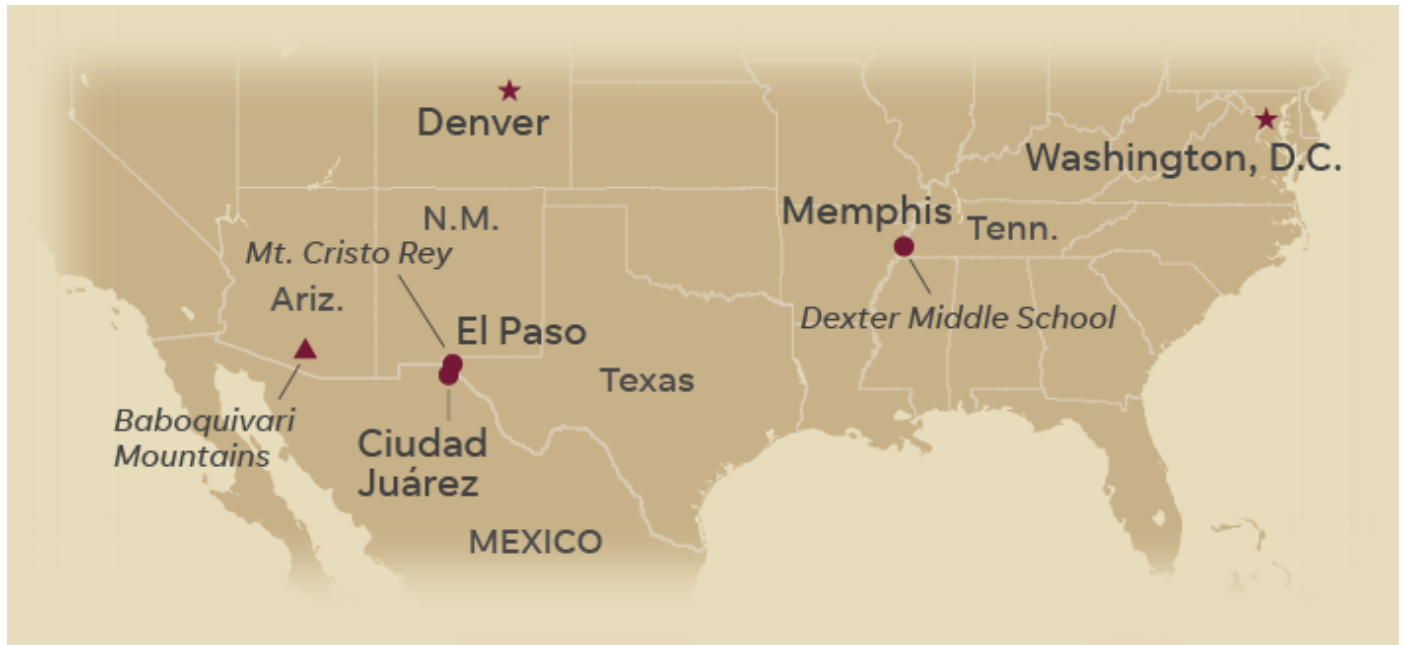 Denver
Washington, D.C.
Memphis
Tenn.
N.M.
Mt. Cristo Rey
Ariz.
Dexter Middle School
El Paso
Texas
Baboquivari
Mountains
Ciudad
Juárez
MEXICO